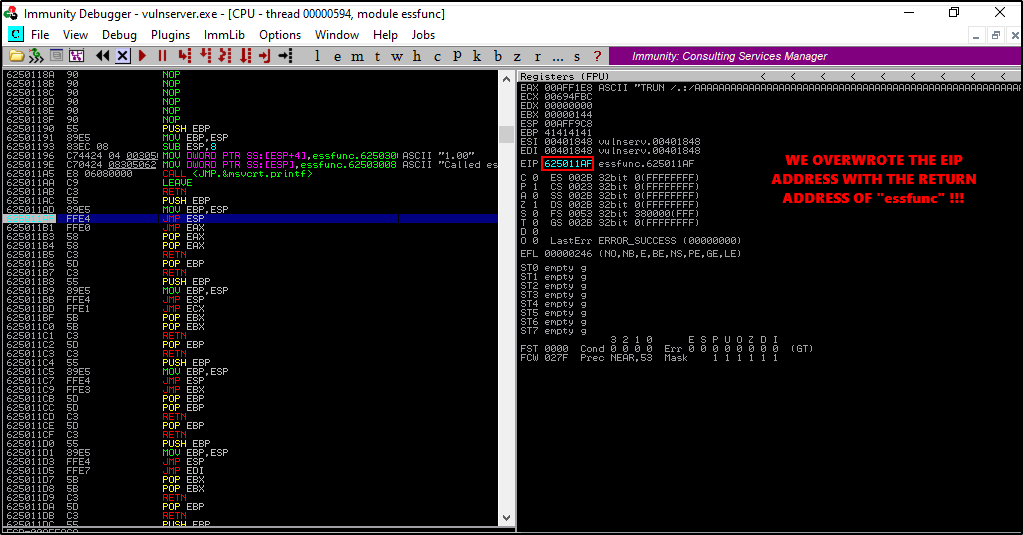 Immunity Debugger - vulnserver.exe - [CPU - thread 00000594, module essfunc]
C File View Debug Plugins ImmLib Options Window Help Jobs
l e m t w h c p k b z r ... s ? Immunity: Consulting Services Manager
6250118A 90 NOP
6250118B 90 NOP
6250118C 90 NOP
6250118D 90 NOP
6250118E 90 NOP
6250118F 90 NOP
62501190 55 PUSH EBP
62501191 89E5 MOV EBP,ESP
62501193 83EC 08 SUB ESP,8
62501196 C74424 04 00305 MOV DWORD PTR SS:[ESP+4],essfunc.625030 ASCII "1.00"
6250119E C70424 08305062 MOV DWORD PTR SS:[ESP],essfunc.62503008 ASCII "Called es
625011A5 E8 06080000 CALL <JMP.&msvcrt.printf>
625011AA C9 LEAVE
625011AB C3 RETN
625011AC 55 PUSH EBP
625011AD 89E5 MOV EBP,ESP
FFE4 JMP ESP
625011B1 FFE0 JMP EAX
625011B3 58 POP EAX
625011B4 58 POP EAX
625011B5 C3 RETN
625011B6 5D POP EBP
625011B7 C3 RETN
625011B8 55 PUSH EBP
625011B9 89E5 MOV EBP,ESP
625011BB FFE4 JMP ESP
625011BD FFE1 JMP ECX
625011BF 5B POP EBX
625011C0 5B POP EBX
625011C1 C3 RETN
625011C2 5D POP EBP
625011C3 C3 RETN
625011C4 55 PUSH EBP
625011C5 89E5 MOV EBP,ESP
625011C7 FFE4 JMP ESP
625011C9 FFE3 JMP EBX
625011CB 5D POP EBP
625011CC 5D POP EBP
625011CD C3 RETN
625011CE 5D POP EBP
625011CF C3 RETN
625011D0 55 PUSH EBP
625011D1 89E5 MOV EBP,ESP
625011D3 FFE4 JMP ESP
625011D5 FFE7 JMP EDI
625011D7 5B POP EBX
625011D8 5B POP EBX
625011D9 C3 RETN
625011DA 5D POP EBP
625011DB C3 RETN
625011DC 55 PUSH EBP
Registers (FPU) < < < < < < < < <
EAX 00AFF1E8 ASCII "TRUN /.:/AAAAAAAAAAAAAAAAAAAAAAAAAAAAAAAAAAAAAAAAAAAAAA
ECX 00694FBC
EDX 00000000
EBX 00000144
ESP 00AFF9C8
EBP 41414141
ESI 00401848 vulnserv.00401848
EDI 00401848 vulnserv.00401848
EIP 625011AF essfunc.625011AF
C 0 ES 002B 32bit 0(FFFFFFFF)
P 1 CS 0023 32bit 0(FFFFFFFF)
A 0 SS 002B 32bit 0(FFFFFFFF)
Z 1 DS 002B 32bit 0(FFFFFFFF)
S 0 FS 0053 32bit 380000(FFF)
T 0 GS 002B 32bit 0(FFFFFFFF)
D 0
O 0 LastErr ERROR_SUCCESS (00000000)
EFL 00000246 (NO,NB,E,BE,NS,PE,GE,LE)
ST0 empty g
ST1 empty g
ST2 empty g
ST3 empty g
ST4 empty g
ST5 empty g
ST6 empty g
ST7 empty g
3 2 1 0 E S P U O Z D I
FST 0000 Cond 0 0 0 0 Err 0 0 0 0 0 0 0 0 (GT)
FCW 027F Prec NEAR,53 Mask 1 1 1 1 1 1
WE OVERWROTE THE EIP
ADDRESS WITH THE RETURN
ADDRESS OF "essfunc" !!!